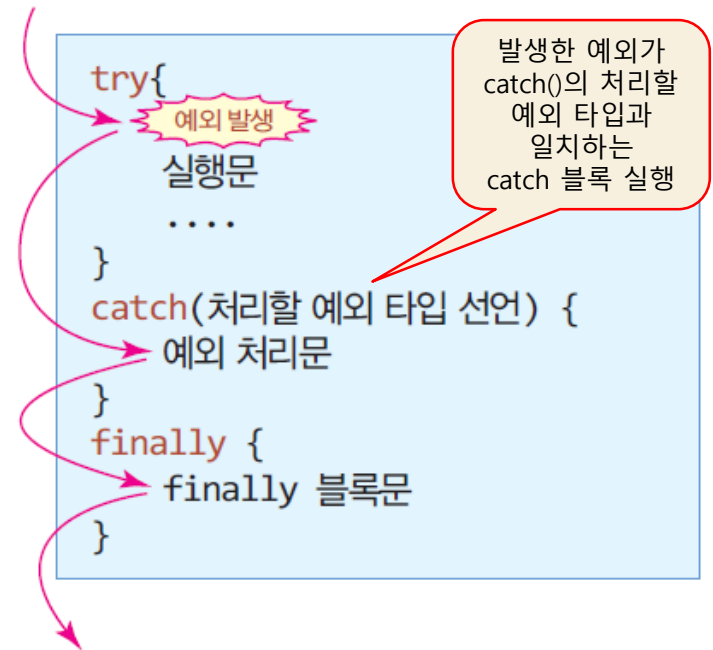 발생한 예외가
catch()의 처리할
예외 타입과
일치하는
catch 블록 실행
try{
예외 발생
실행문
....
}
catch(처리할 예외 타입 선언) {
예외 처리문
}
finally {
finally 블록문
}